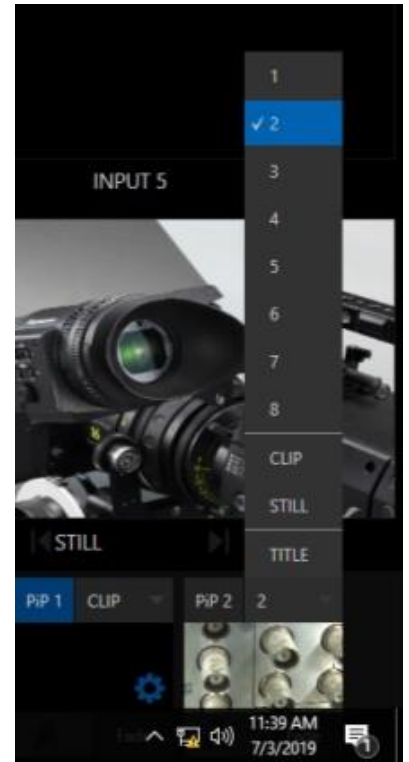 1
✓ 2
3
INPUT 5
4
5
6
7
8
CLIP
STILL
STILL
TITLE
PiP 1 CLIP PiP 2 2
11:39 AM
7/3/2019
1